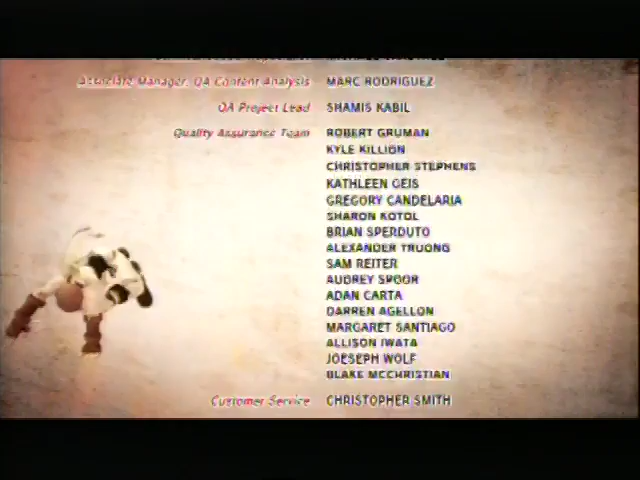 Associate Manager, QA Content Analysis MARC RODRIGUEZ
QA Project Lead SHAMIS KABIL
Quality Assurance Team ROBERT GRUMAN
KYLE KILLION
CHRISTOPHER STEPHENS
KATHLEEN GEIS
GREGORY CANDELARIA
SHARON KOTOL
BRIAN SPERDUTO
ALEXANDER TRUONG
SAM REITER
AUDREY SPOOR
ADAN CARTA
DARREN AGELLON
MARGARET SANTIAGO
ALLISON IWATA
JOESEPH WOLF
BLAKE MCCHRISTIAN
Customer Service CHRISTOPHER SMITH